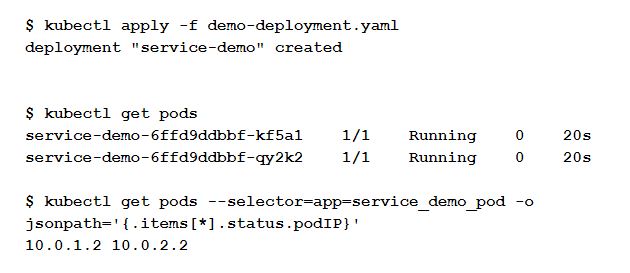 $ kubectl apply -f demo-deployment.yaml
deployment "service-demo" created
$ kubectl get pods
service-demo-6ffd9ddbbf-kf5a1    1/1    Running    0    20s
service-demo-6ffd9ddbbf-qy2k2    1/1    Running    0    20s
$ kubectl get pods --selector=app=service_demo_pod -o
jsonpath='{.items[*].status.podIP}'
10.0.1.2 10.0.2.2